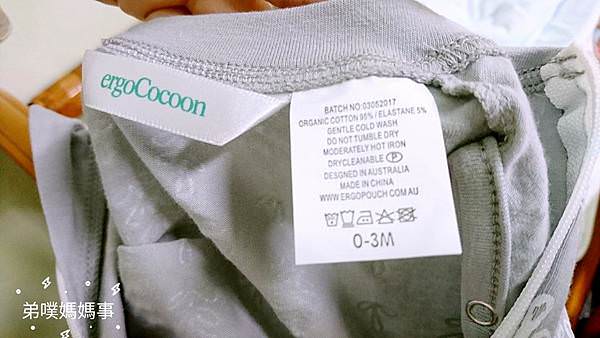 ergoCocoon
BATCH NO:03052017
ORGANIC COTTON 95% / ELASTANE 5%
GENTLE COLD WASH
DO NOT TUMBLE DRY
MODERATELY HOT IRON
DRYCLEANABLE P
DESIGNED IN AUSTRALIA
MADE IN CHINA
WWW.ERGOPOUCH.COM.AU
0-3M
弟噗媽媽事